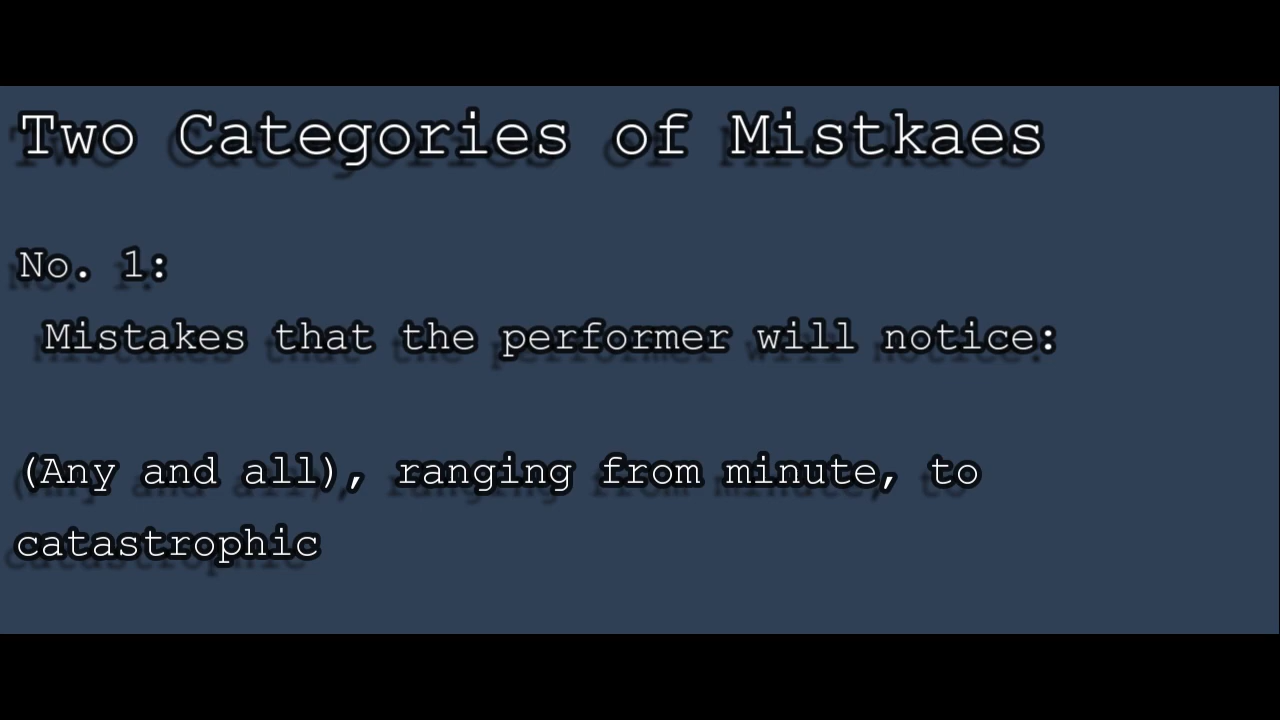 Two Categories of Mistkaes
No. 1:
Mistakes that the performer will notice:
(Any and all), ranging from minute, to
catastrophic